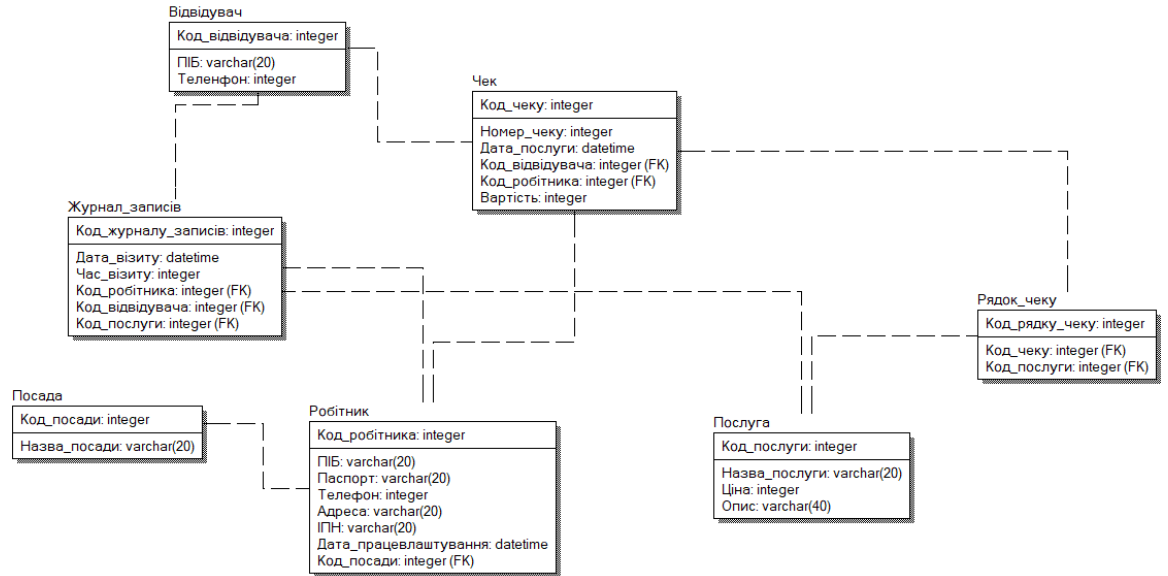 Відвідувач
Код_відвідувача: integer
ПІБ: varchar(20)
Теленфон: integer
Чек
Код_чеку: integer
Номер_чеку: integer
Дата_послуги: datetime
Код_відвідувача: integer (FK)
Код_робітника: integer (FK)
Вартість: integer
Журнал_записів
Код_журналу_записів: integer
Дата_візиту: datetime
Час_візиту: integer
Код_робітника: integer (FK)
Код_відвідувача: integer (FK)
Код_послуги: integer (FK)
Рядок_чеку
Код_рядку_чеку: integer
Код_чеку: integer (FK)
Код_послуги: integer (FK)
Посада
Код_посади: integer
Назва_посади: varchar(20)
Робітник
Код_робітника: integer
ПІБ: varchar(20)
Паспорт: varchar(20)
Телефон: integer
Адреса: varchar(20)
ІПН: varchar(20)
Дата_працевлаштування: datetime
Код_посади: integer (FK)
Послуга
Код_послуги: integer
Назва_послуги: varchar(20)
Ціна: integer
Опис: varchar(40)